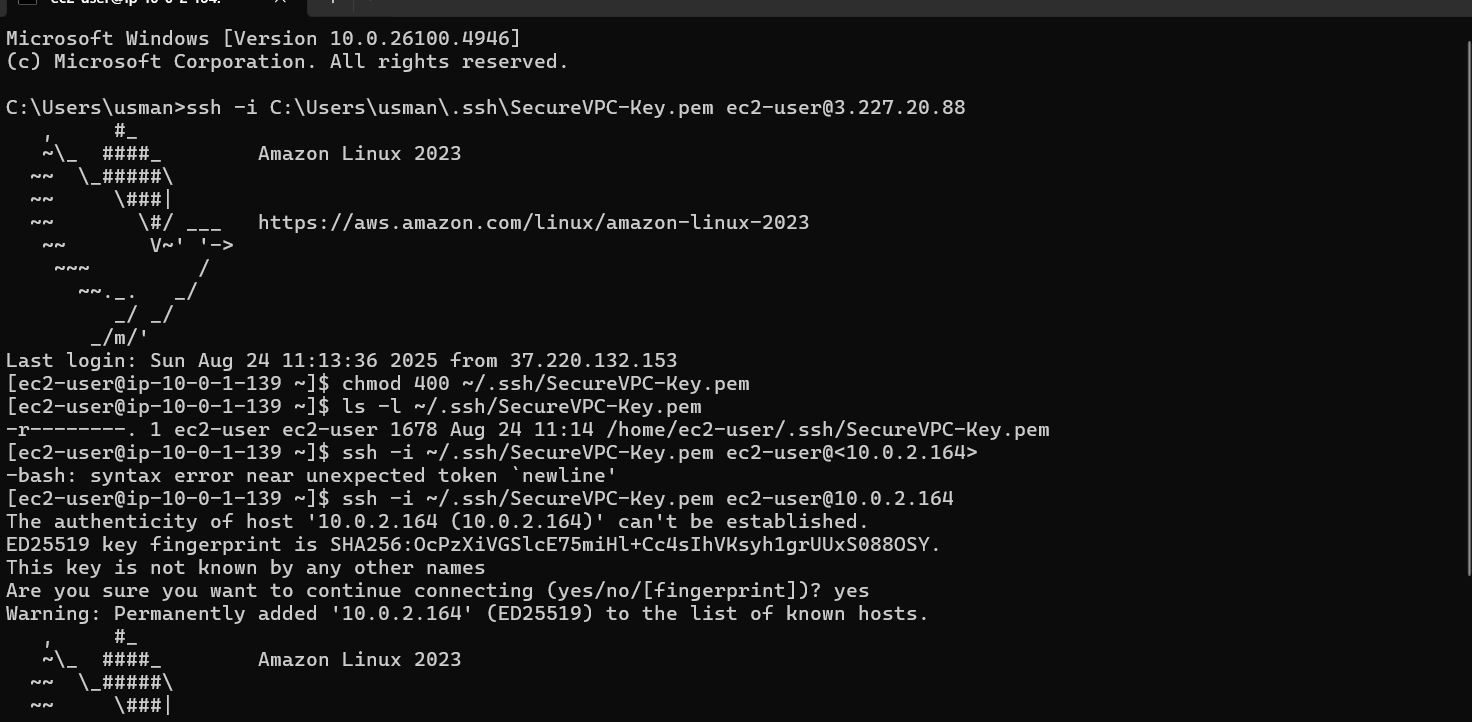 Microsoft Windows [Version 10.0.26100.4946]
(c) Microsoft Corporation. All rights reserved.

C:\Users\usman>ssh -i C:\Users\usman\.ssh\SecureVPC-Key.pem ec2-user@3.227.20.88
   ,     #_
   ~\_  ####_        Amazon Linux 2023
  ~~  \_#####\
  ~~     \###|
  ~~       \#/ ___   https://aws.amazon.com/linux/amazon-linux-2023
   ~~       V~' '->
    ~~~         /
      ~~._.   _/
         _/ _/
       _/m/'
Last login: Sun Aug 24 11:13:36 2025 from 37.220.132.153
[ec2-user@ip-10-0-1-139 ~]$ chmod 400 ~/.ssh/SecureVPC-Key.pem
[ec2-user@ip-10-0-1-139 ~]$ ls -l ~/.ssh/SecureVPC-Key.pem
-r--------. 1 ec2-user ec2-user 1678 Aug 24 11:14 /home/ec2-user/.ssh/SecureVPC-Key.pem
[ec2-user@ip-10-0-1-139 ~]$ ssh -i ~/.ssh/SecureVPC-Key.pem ec2-user@<10.0.2.164>
-bash: syntax error near unexpected token `newline'
[ec2-user@ip-10-0-1-139 ~]$ ssh -i ~/.ssh/SecureVPC-Key.pem ec2-user@10.0.2.164
The authenticity of host '10.0.2.164 (10.0.2.164)' can't be established.
ED25519 key fingerprint is SHA256:OcPzXiVGSlcE75miHl+Cc4sIhVKsyh1grUUxS088OSY.
This key is not known by any other names
Are you sure you want to continue connecting (yes/no/[fingerprint])? yes
Warning: Permanently added '10.0.2.164' (ED25519) to the list of known hosts.
   ,     #_
   ~\_  ####_        Amazon Linux 2023
  ~~  \_#####\
  ~~     \###|